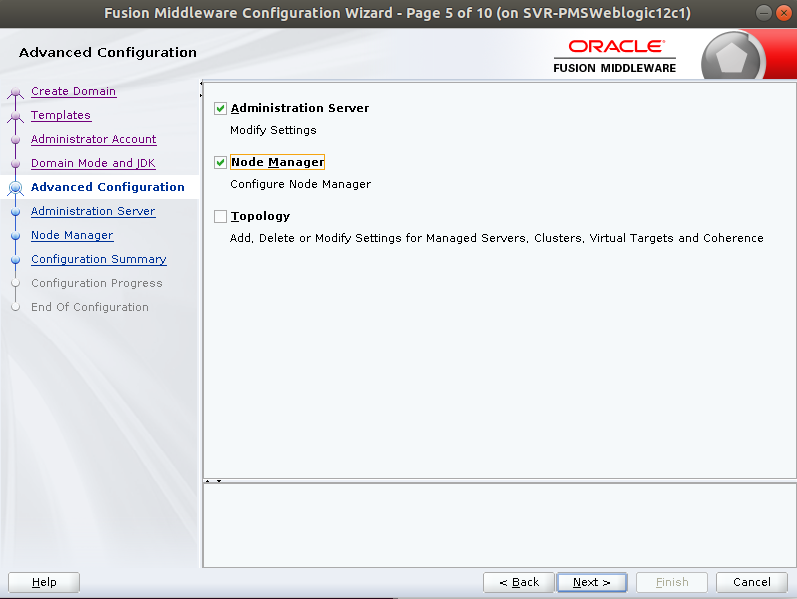 Fusion Middleware Configuration Wizard - Page 5 of 10 (on SVR-PMSWeblogic12c1)
Advanced Configuration
ORACLE
FUSION MIDDLEWARE
Create Domain
Templates
Administrator Account
Domain Mode and JDK
Advanced Configuration
Administration Server
Node Manager
Configuration Summary
Configuration Progress
End Of Configuration
Administration Server
Modify Settings
Node Manager
Configure Node Manager
Topology
Add, Delete or Modify Settings for Managed Servers, Clusters, Virtual Targets and Coherence
Help
< Back
Next >
Finish
Cancel